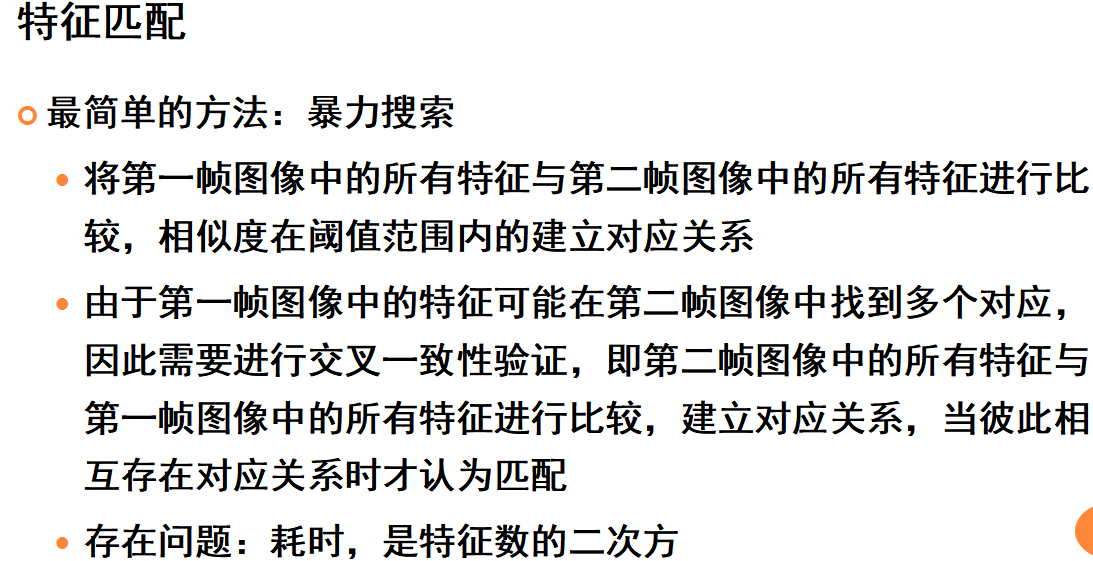 特征匹配
最简单的方法：暴力搜索
将第一帧图像中的所有特征与第二帧图像中的所有特征进行比
较，相似度在阈值范围内的建立对应关系
由于第一帧图像中的特征可能在第二帧图像中找到多个对应，
因此需要进行交叉一致性验证，即第二帧图像中的所有特征与
第一帧图像中的所有特征进行比较，建立对应关系，当彼此相
互存在对应关系时才认为匹配
存在问题：耗时，是特征数的二次方